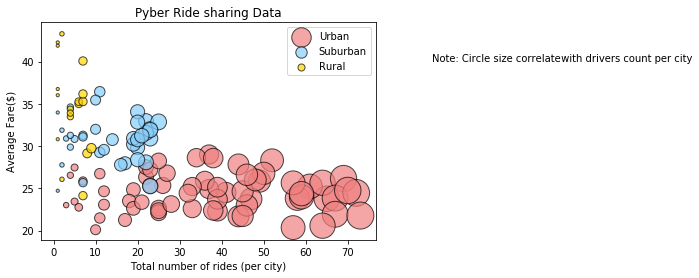 Pyber Ride sharing Data
Urban
Suburban
Rural
Note: Circle size correlatewith drivers count per city
Average Fare($)
40
35
30
25
20
0 10 20 30 40 50 60 70
Total number of rides (per city)